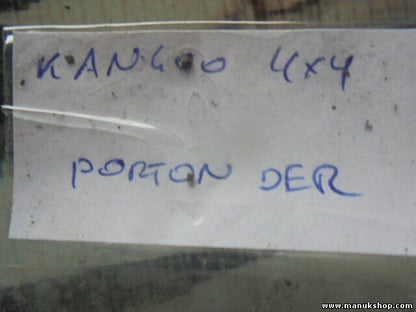 KANGOO 4x4
PORTON DER
www.manukshop.com